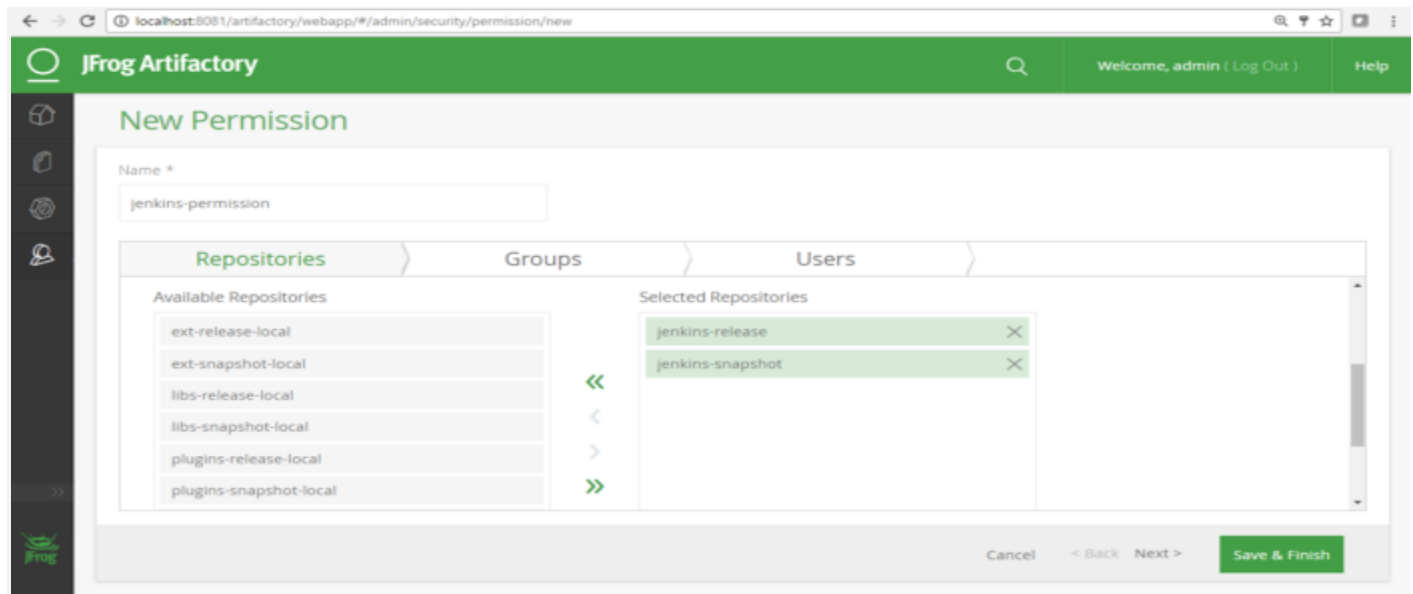 localhost:8081/artifactory/webapp/#/admin/security/permission/new
JFrog Artifactory
Welcome, admin ( Log Out )
Help
New Permission
Name *
jenkins-permission
Repositories
Groups
Users
Available Repositories
ext-release-local
ext-snapshot-local
libs-release-local
libs-snapshot-local
plugins-release-local
plugins-snapshot-local
Selected Repositories
jenkins-release
jenkins-snapshot
JFrog
Cancel
< Back
Next >
Save & Finish